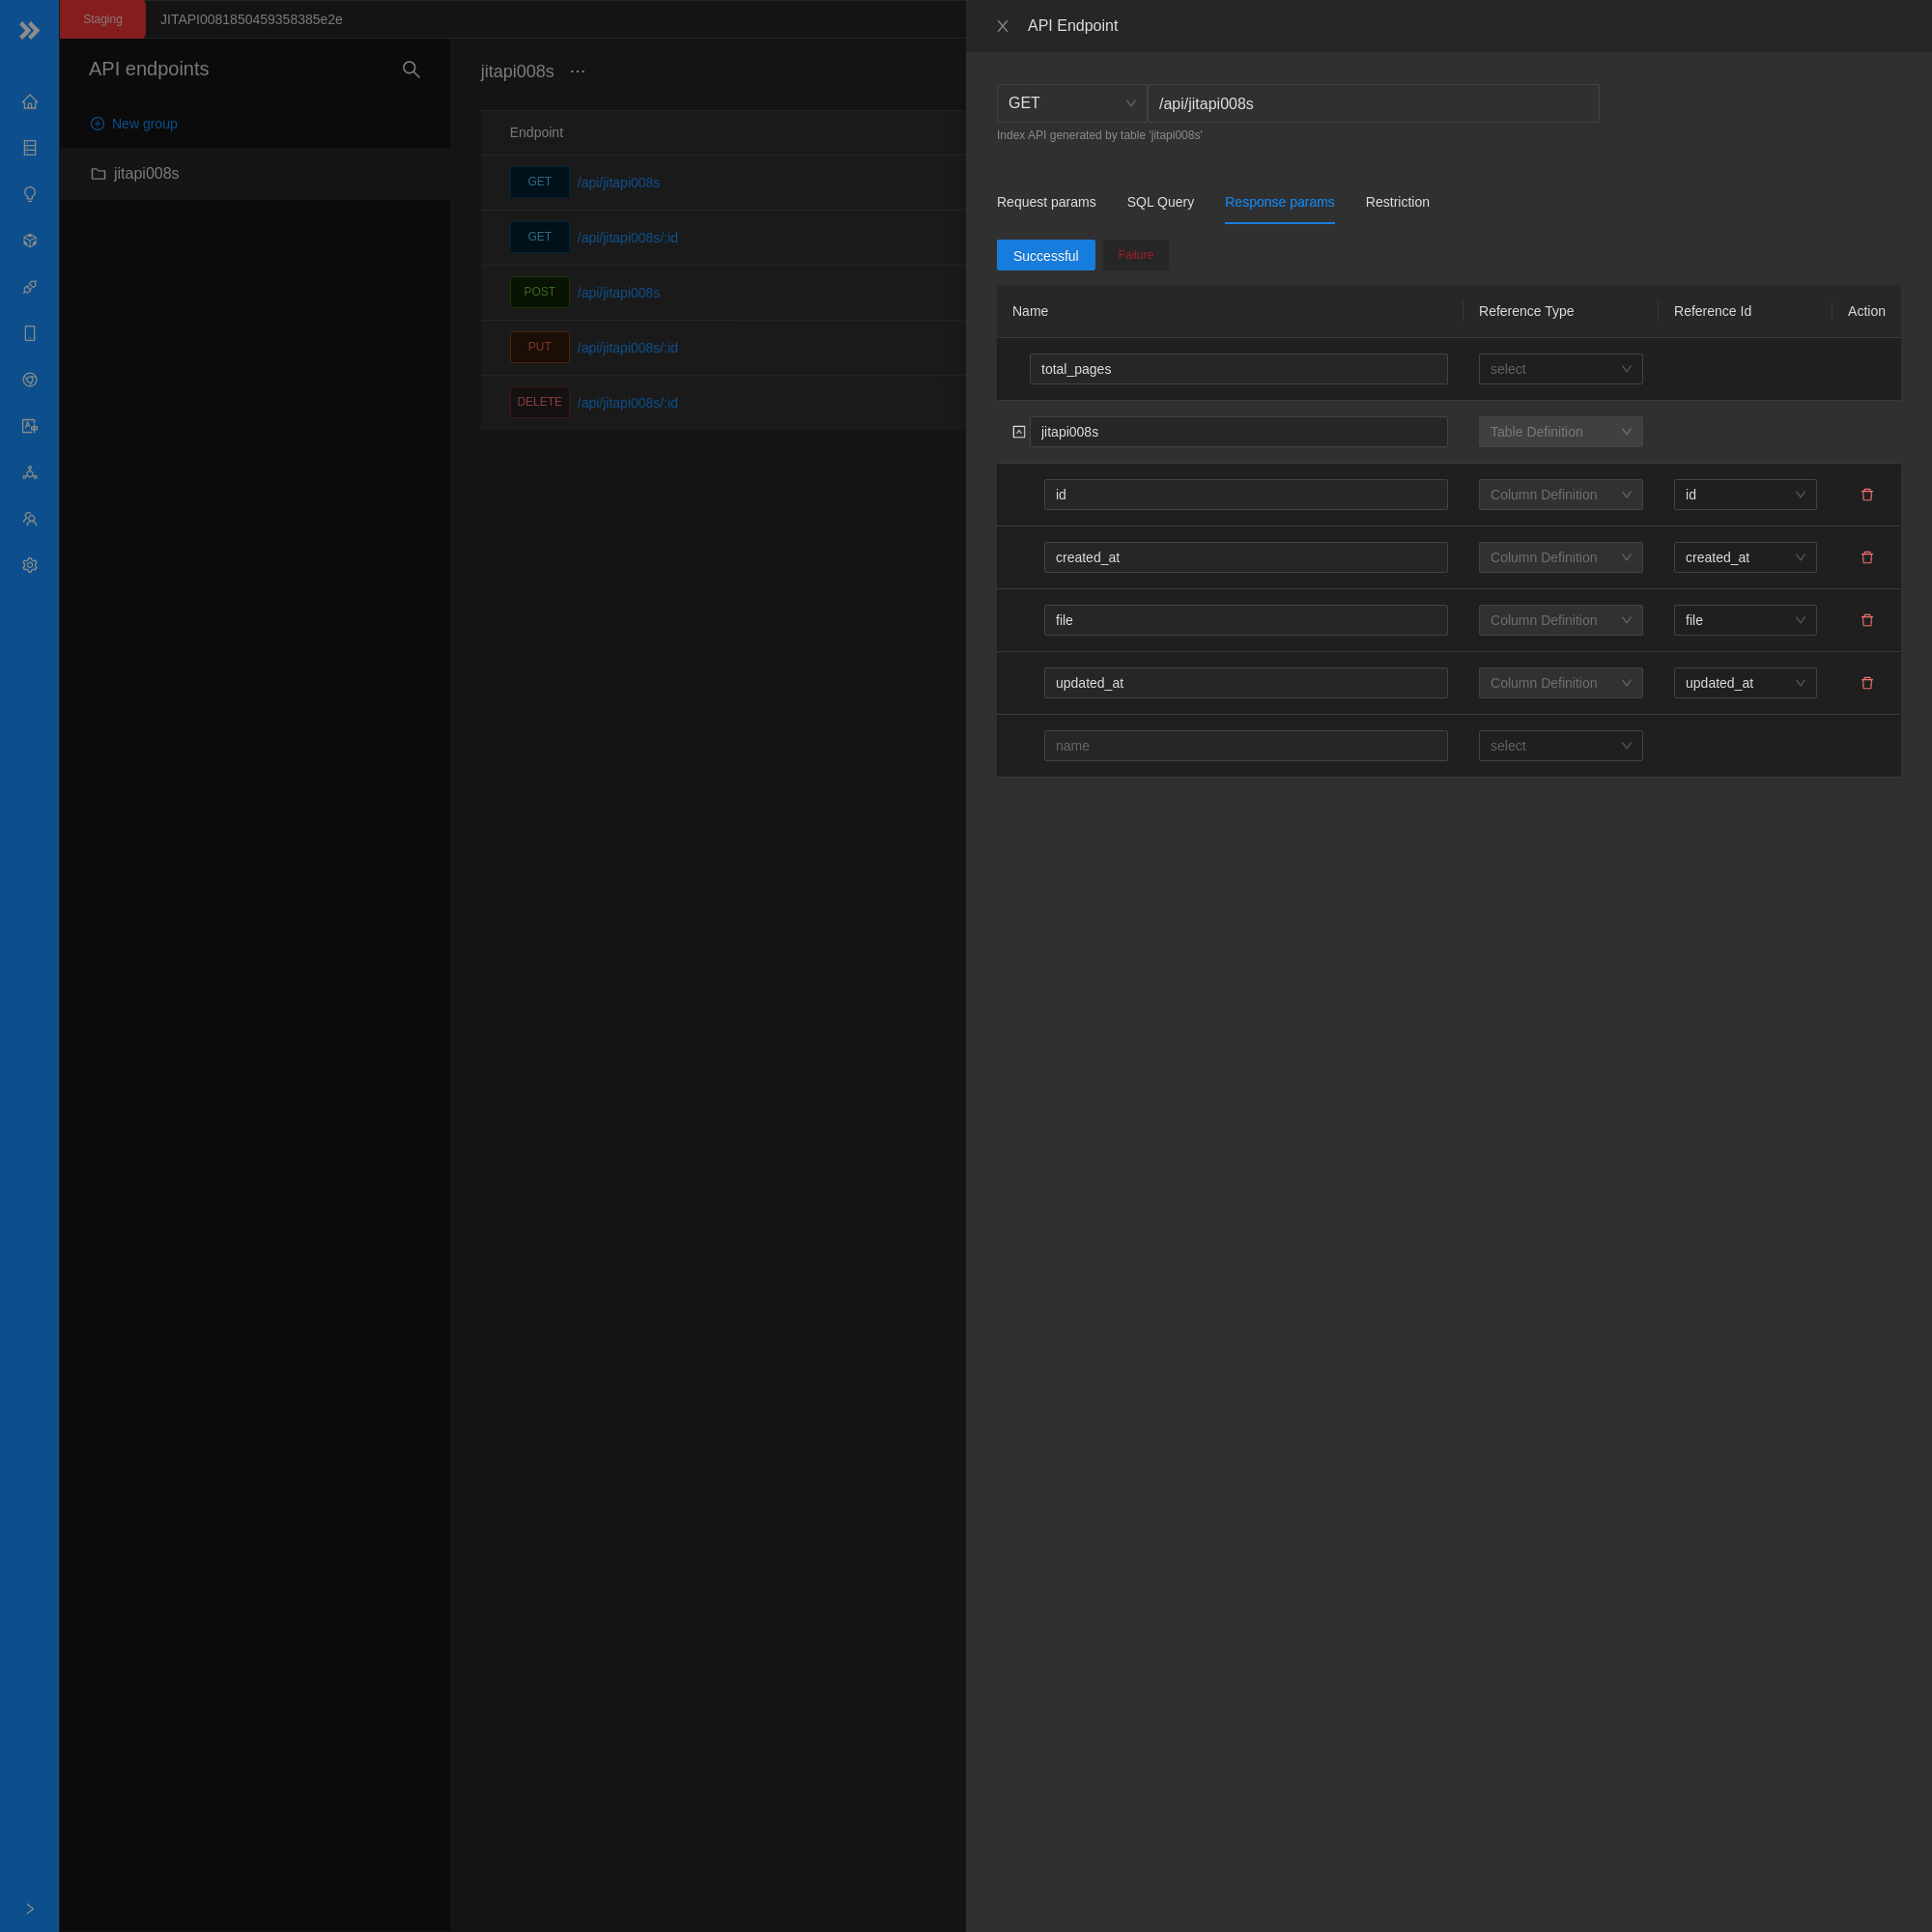 Staging
JITAPI0081850459358385e2e
API endpoints
New group
jitapi008s
jitapi008s ···
Endpoint
GET /api/jitapi008s
GET /api/jitapi008s/:id
POST /api/jitapi008s
PUT /api/jitapi008s/:id
DELETE /api/jitapi008s/:id
API Endpoint
GET /api/jitapi008s
Index API generated by table 'jitapi008s'
Request params SQL Query Response params Restriction
Successful Failure
Name Reference Type Reference Id Action
total_pages select
jitapi008s Table Definition
id Column Definition id
created_at Column Definition created_at
file Column Definition file
updated_at Column Definition updated_at
name select